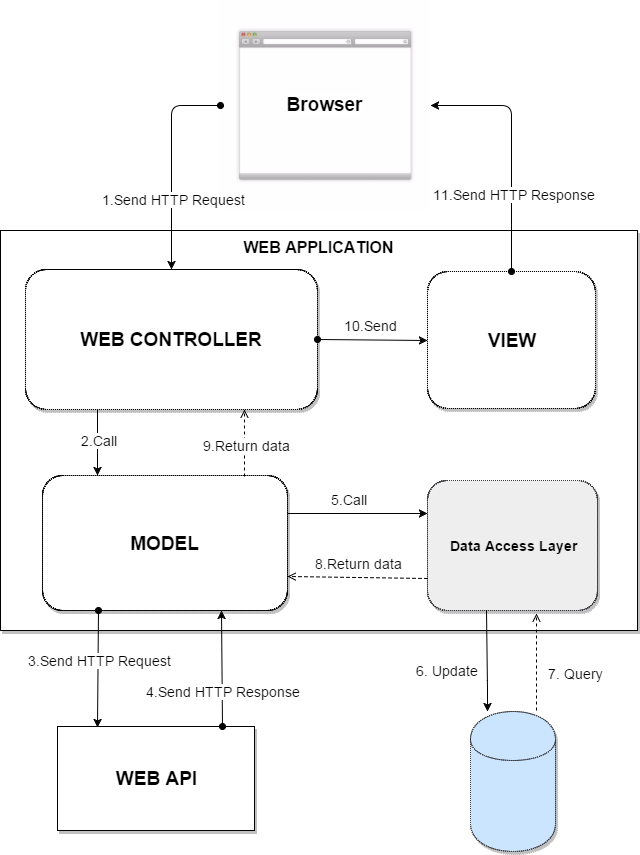 Browser
1.Send HTTP Request
11.Send HTTP Response
WEB APPLICATION
WEB CONTROLLER
10.Send
VIEW
2.Call
9.Return data
MODEL
5.Call
8.Return data
Data Access Layer
3.Send HTTP Request
4.Send HTTP Response
6. Update
7. Query
WEB API